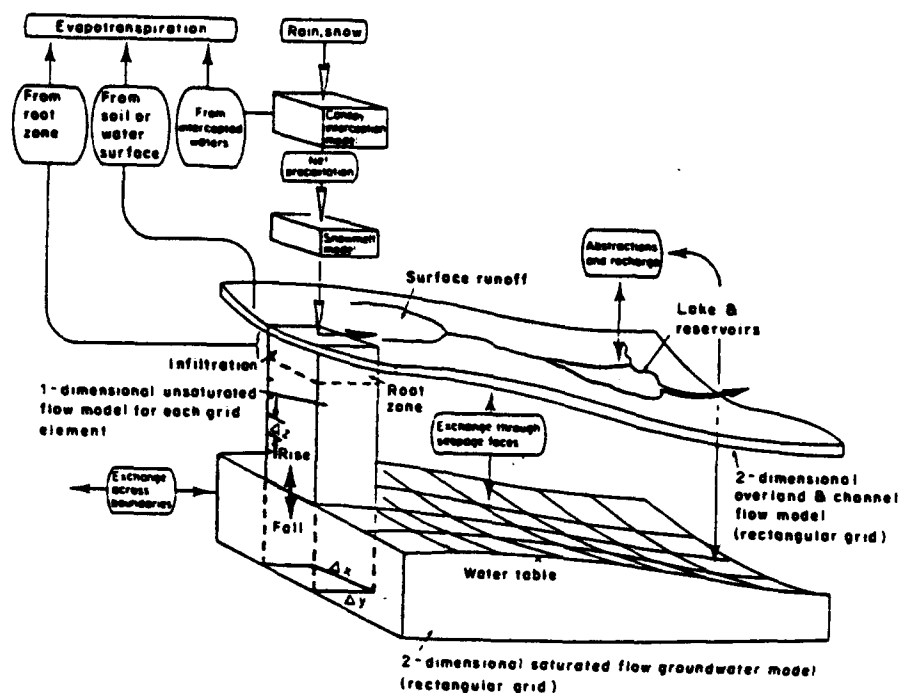 Evapotranspiration
Rain, snow
From
root
zone
From
soil or
water
surface
From
intercepted
waters
Canopy
interception
mode
Net
precipitation
Snowmelt
mode
Abstractions
and recharge
Surface runoff
Lake &
reservoirs
Infiltration
1-dimensional unsaturated
flow model for each grid
element
Root
zone
Δz
Rise
Fall
Exchange through
seepage faces
Exchange
across
boundaries
2-dimensional
overland & channel
flow model
(rectangular grid)
Water table
Δx
Δy
2-dimensional saturated flow groundwater model
(rectangular grid)